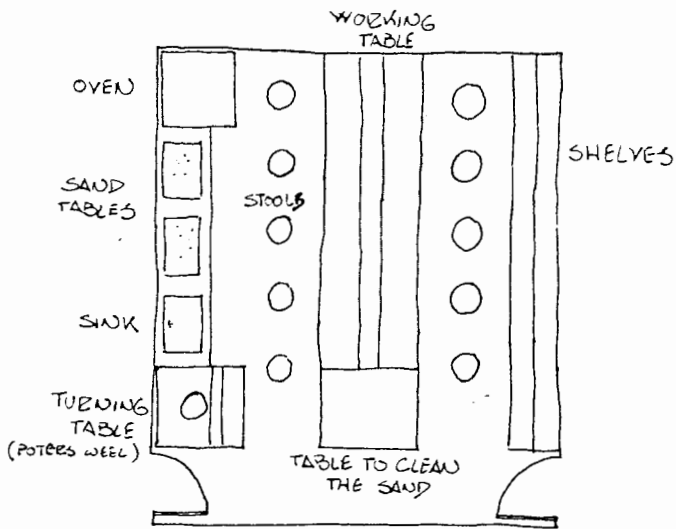 WORKING
TABLE
OVEN
SHELVES
SAND
TABLES
STOOLS
SINK
TURNING
TABLE
(POTERS WEEL)
TABLE TO CLEAN
THE SAND